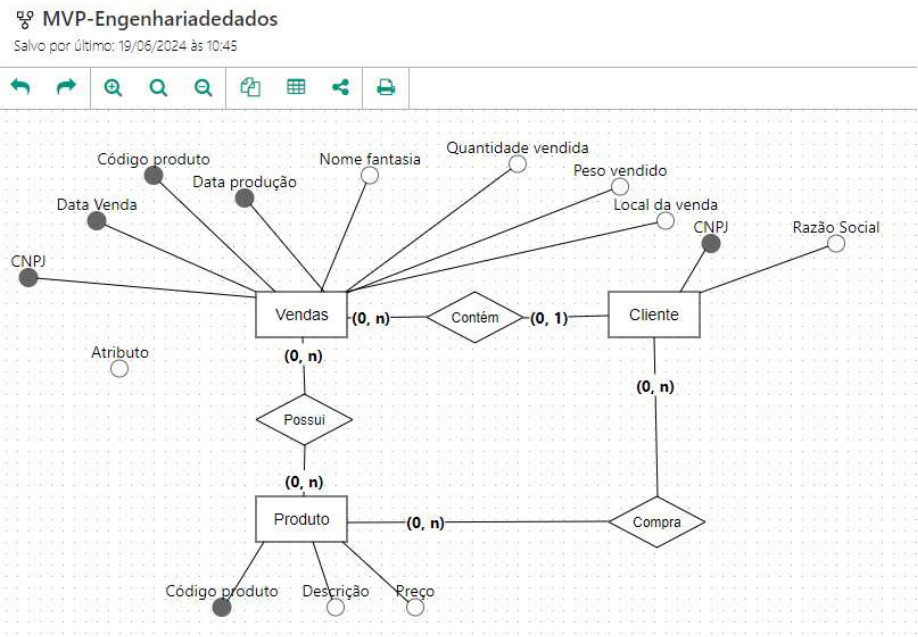 MVP-Engenhariadedados
Salvo por último: 19/06/2024 às 10:45
Código produto
Data produção
Nome fantasia
Quantidade vendida
Peso vendido
Local da venda
Data Venda
CNPJ
CNPJ
Razão Social
Vendas
(0, n)
Contém
(0, 1)
Cliente
Atributo
(0, n)
(0, n)
Possui
(0, n)
Produto
(0, n)
Compra
Código produto
Descrição
Preço